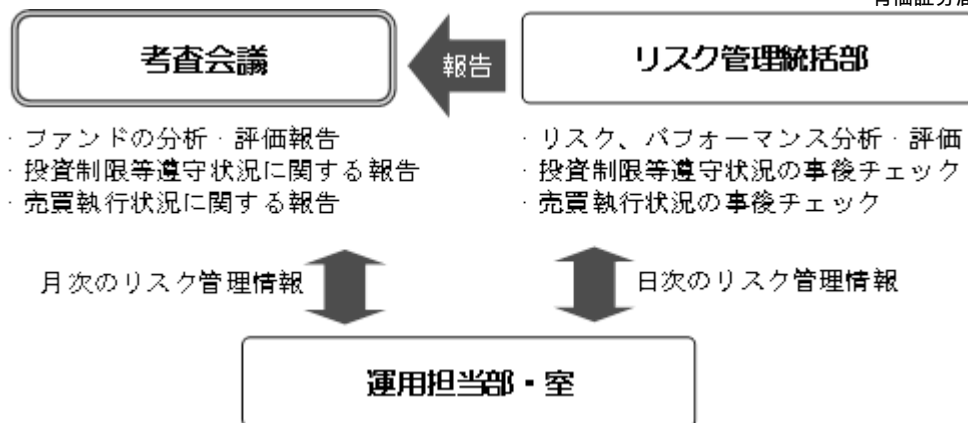 考査会議
報告
リスク管理統括部
・ファンドの分析・評価報告
・投資制限等遵守状況に関する報告
・売買執行状況に関する報告
・リスク、パフォーマンス分析・評価
・投資制限等遵守状況の事後チェック
・売買執行状況の事後チェック
月次のリスク管理情報
日次のリスク管理情報
運用担当部・室